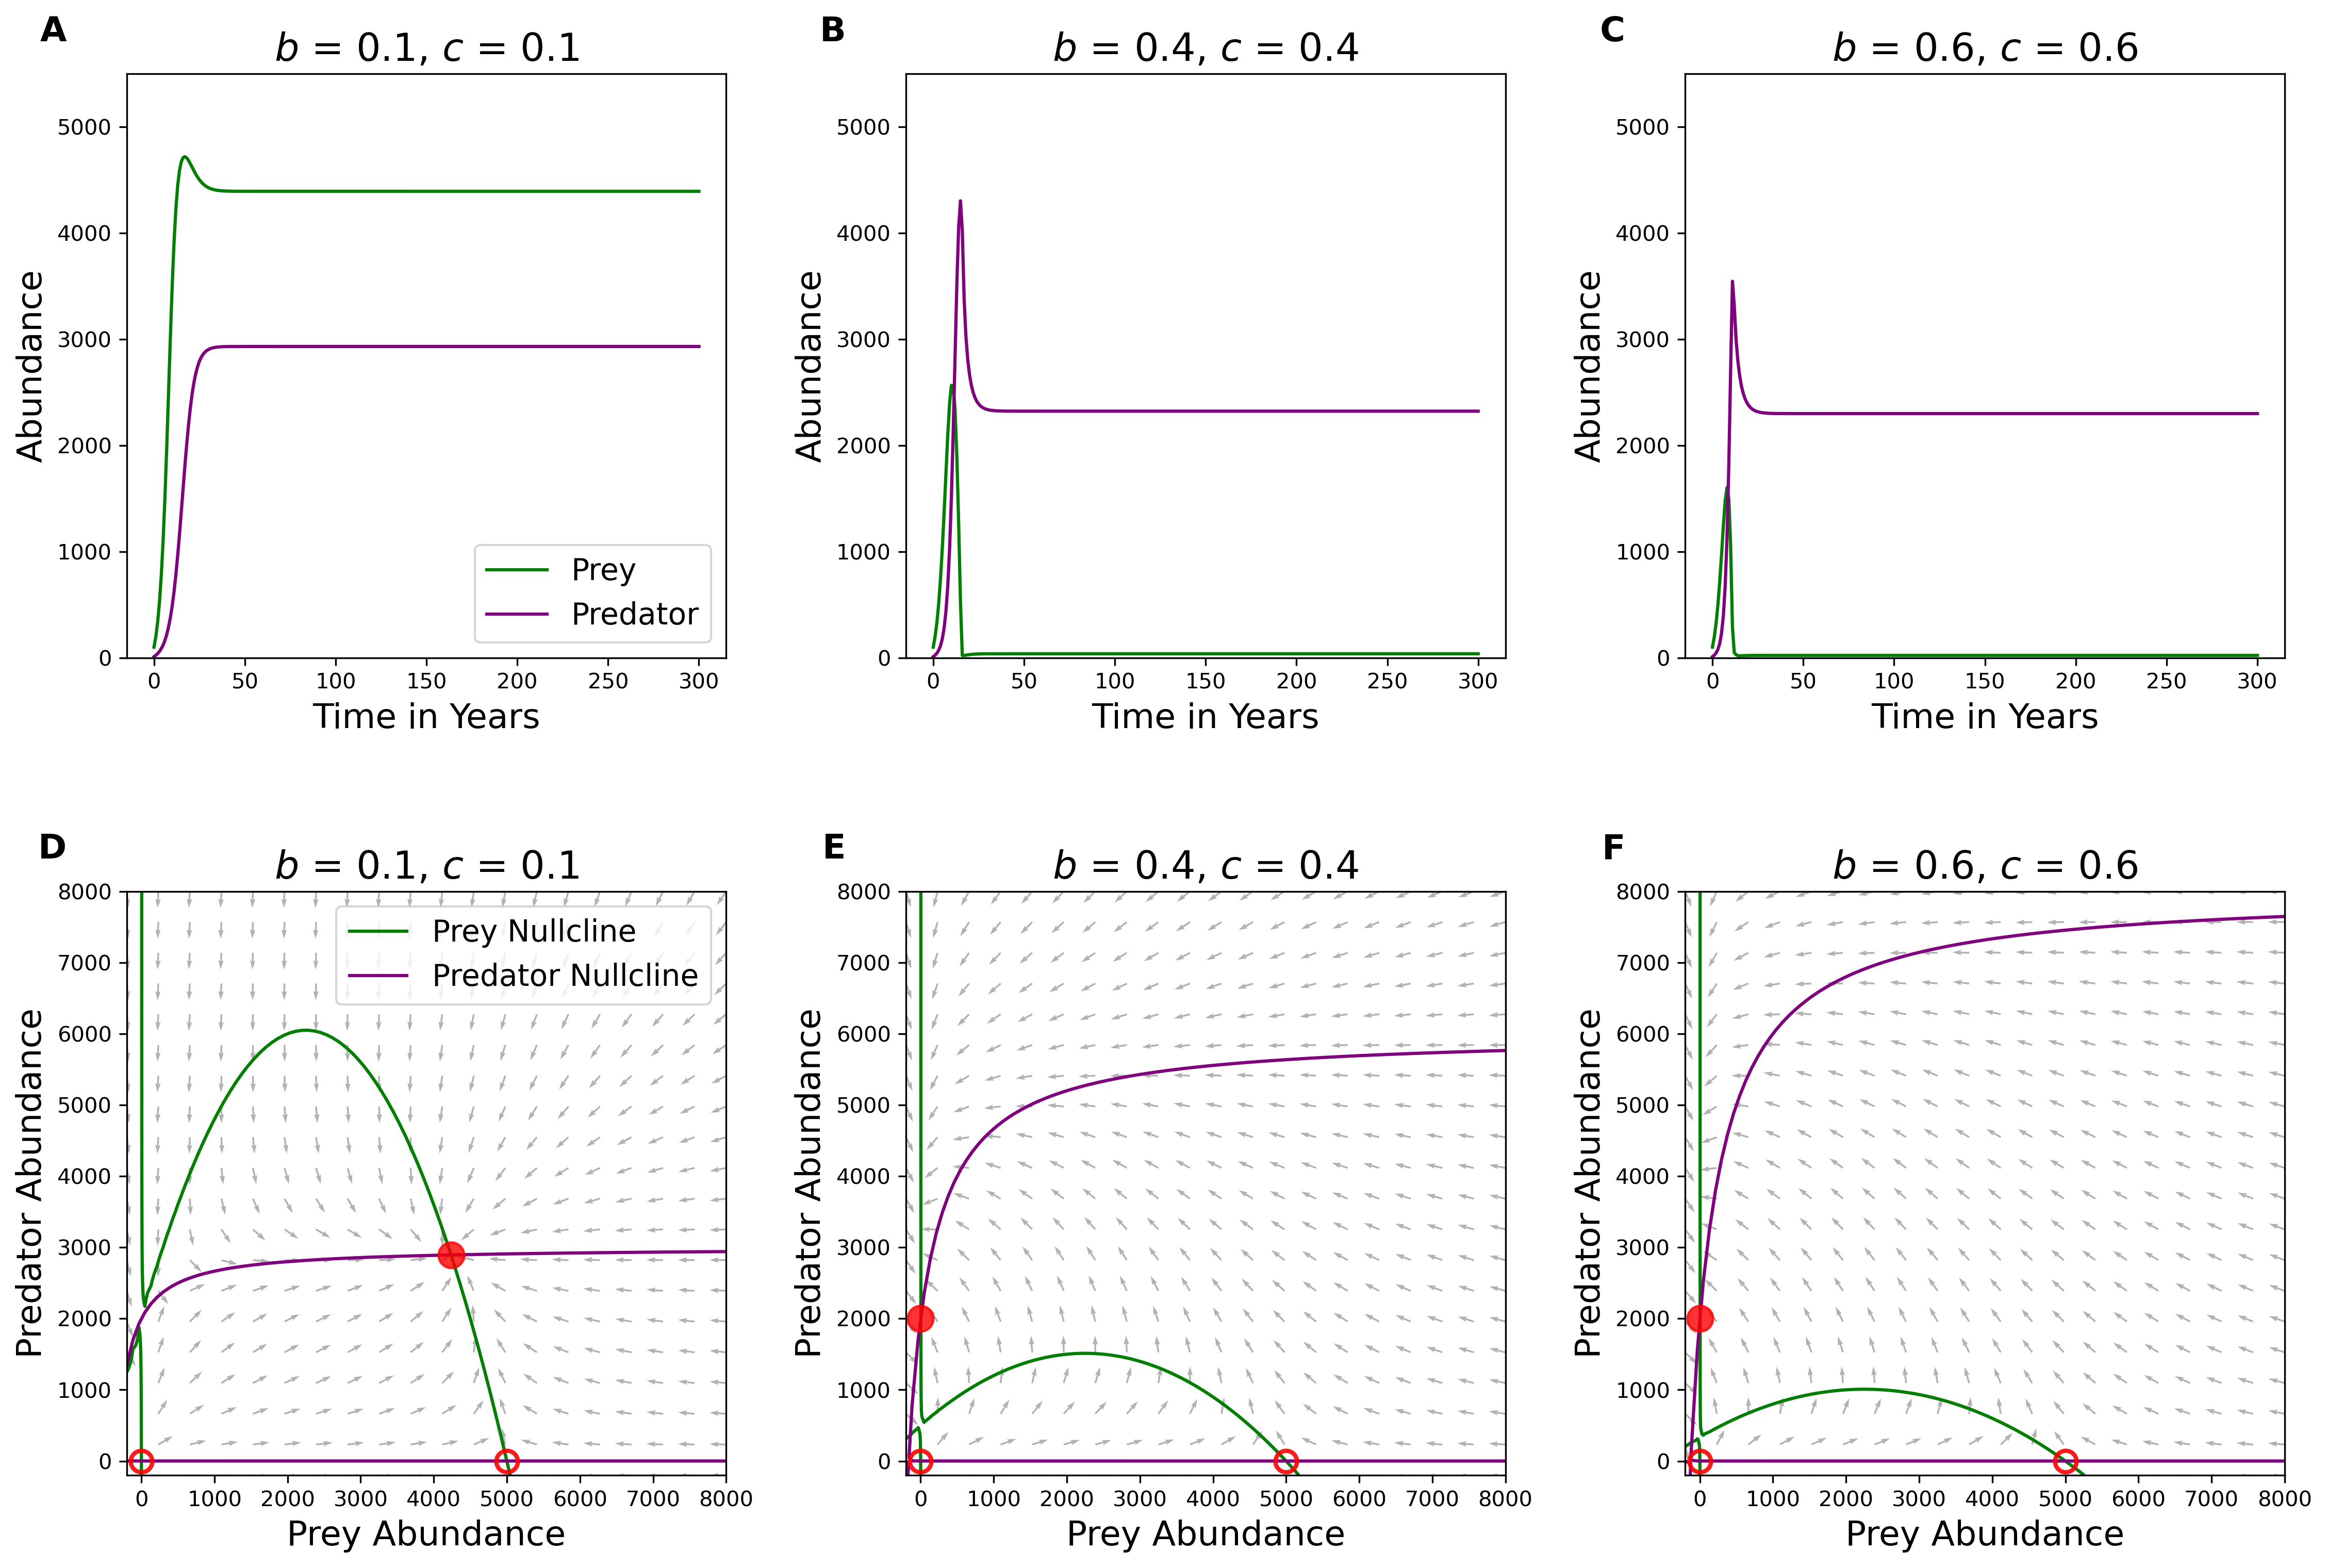 A
b = 0.1, c = 0.1
Abundance
5000
4000
3000
2000
1000
0
0 50 100 150 200 250 300
Time in Years
Prey
Predator
B
b = 0.4, c = 0.4
Abundance
5000
4000
3000
2000
1000
0
0 50 100 150 200 250 300
Time in Years
C
b = 0.6, c = 0.6
Abundance
5000
4000
3000
2000
1000
0
0 50 100 150 200 250 300
Time in Years
D
b = 0.1, c = 0.1
Predator Abundance
8000
7000
6000
5000
4000
3000
2000
1000
0
0 1000 2000 3000 4000 5000 6000 7000 8000
Prey Abundance
Prey Nullcline
Predator Nullcline
E
b = 0.4, c = 0.4
Predator Abundance
8000
7000
6000
5000
4000
3000
2000
1000
0
0 1000 2000 3000 4000 5000 6000 7000 8000
Prey Abundance
F
b = 0.6, c = 0.6
Predator Abundance
8000
7000
6000
5000
4000
3000
2000
1000
0
0 1000 2000 3000 4000 5000 6000 7000 8000
Prey Abundance